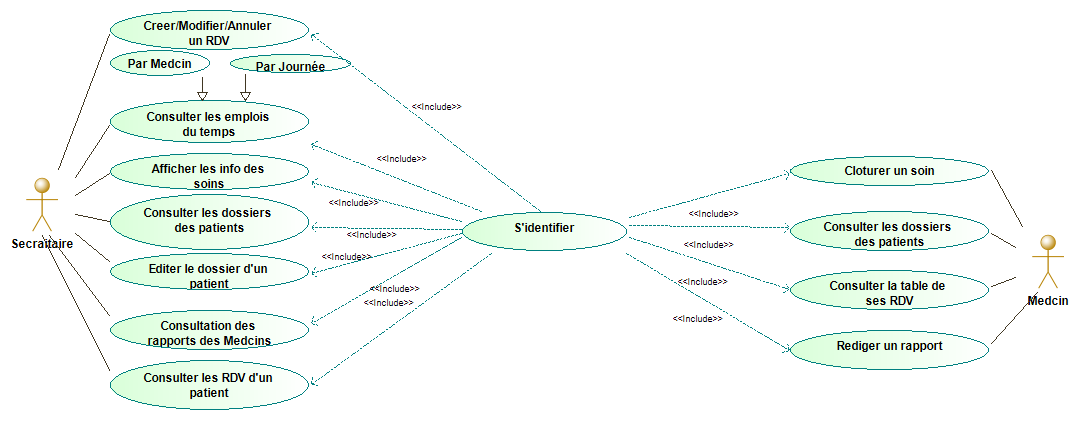 Creer/Modifier/Annuler
un RDV
Par Medcin
Par Journée
Consulter les emplois
du temps
Afficher les info des
soins
Consulter les dossiers
des patients
Editer le dossier d'un
patient
Consultation des
rapports des Medcins
Consulter les RDV d'un
patient
Secraitaire
<<Include>>
<<Include>>
<<Include>>
<<Include>>
<<Include>>
<<Include>>
<<Include>>
S'identifier
<<Include>>
<<Include>>
<<Include>>
<<Include>>
<<Include>>
Cloturer un soin
Consulter les dossiers
des patients
Consulter la table de
ses RDV
Rediger un rapport
Medcin